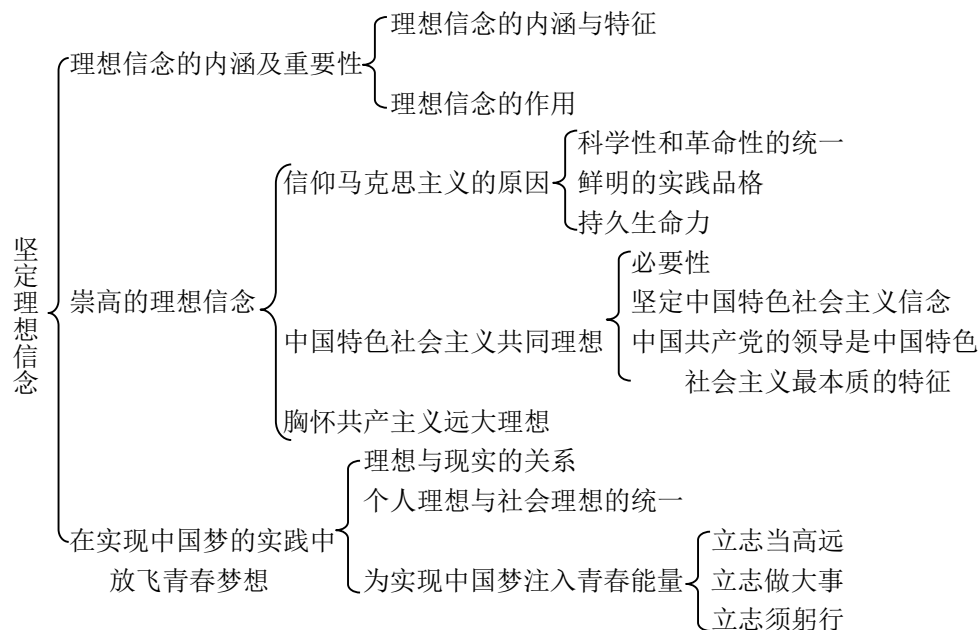 坚定理想信念
理想信念的内涵及重要性
理想信念的内涵与特征
理想信念的作用
崇高的理想信念
信仰马克思主义的原因
科学性和革命性的统一
鲜明的实践品格
持久生命力
中国特色社会主义共同理想
必要性
坚定中国特色社会主义信念
中国共产党的领导是中国特色
社会主义最本质的特征
胸怀共产主义远大理想
在实现中国梦的实践中
放飞青春梦想
理想与现实的关系
个人理想与社会理想的统一
为实现中国梦注入青春能量
立志当高远
立志做大事
立志须躬行